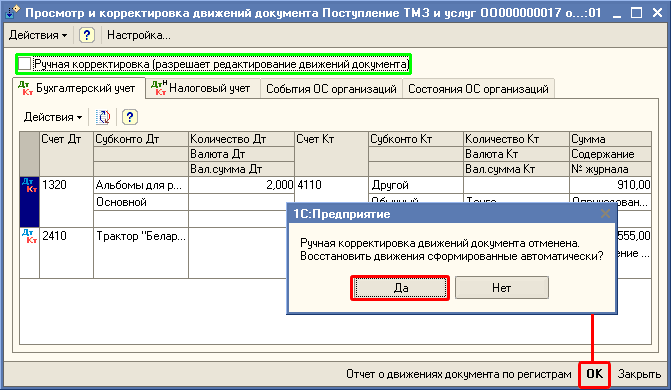 Просмотр и корректировка движений документа Поступление ТМЗ и услуг ОО000000017 о...:01
Действия ? Настройка...
Ручная корректировка (разрешает редактирование движений документа)
Дт Кт Бухгалтерский учет Дт Н Кт Налоговый учет События ОС организаций Состояния ОС организаций
Действия ?
Счет Дт Субконто Дт Количество Дт Счет Кт Субконто Кт Количество Кт Сумма
Валюта Дт Валюта Кт Содержание
Вал.сумма Дт Вал.сумма Кт № журнала
Дт Кт 1320 Альбомы для р... 2,000 4110 Другой 910,00
Основной
Дт Кт 2410 Трактор "Белар... 555,00
1С:Предприятие
Ручная корректировка движений документа отменена.
Восстановить движения сформированные автоматически?
Да Нет
Отчет о движениях документа по регистрам OK Закрыть